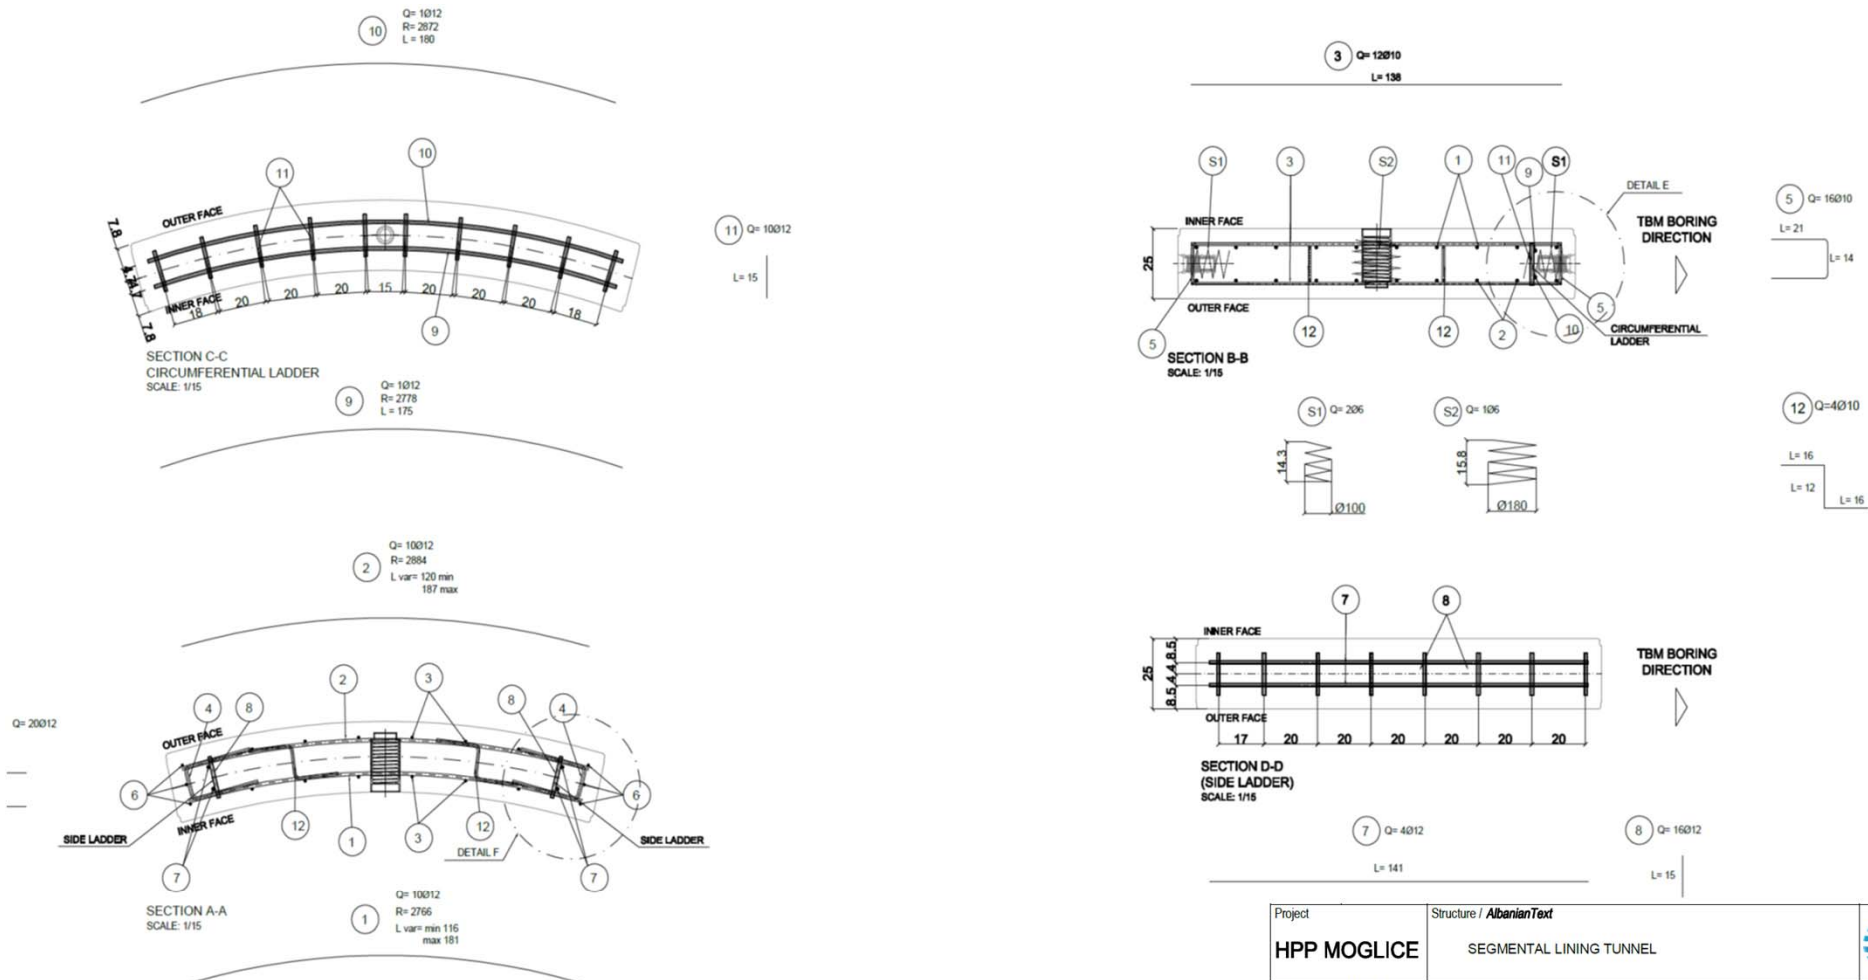 10
Q= 1Ø12
R= 2872
L = 180
11
10
OUTER FACE
7.8
INNER FACE
7.8
18
20
20
20
15
20
20
20
18
9
SECTION C-C
CIRCUMFERENTIAL LADDER
SCALE: 1/15
11
Q= 10Ø12
L= 15
9
Q= 1Ø12
R= 2778
L = 175
2
Q= 10Ø12
R= 2884
L var= 120 min
187 max
Q= 20Ø12
4
8
2
3
8
4
OUTER FACE
6
6
INNER FACE
SIDE LADDER
12
1
3
12
SIDE LADDER
DETAIL F
7
7
SECTION A-A
SCALE: 1/15
1
Q= 10Ø12
R= 2766
L var= min 116
max 181
3
Q= 12Ø10
L= 138
S1
3
S2
1
11
9
S1
DETAIL E
INNER FACE
TBM BORING
DIRECTION
25
OUTER FACE
5
12
12
2
10
5
CIRCUMFERENTIAL
LADDER
SECTION B-B
SCALE: 1/15
5
Q= 16Ø10
L= 21
L= 14
S1
Q= 2Ø6
14.3
Ø100
S2
Q= 1Ø6
15.8
Ø180
12
Q=4Ø10
L= 16
L= 12
L= 16
7
8
INNER FACE
TBM BORING
DIRECTION
25
8.5
4
4
8.5
OUTER FACE
17
20
20
20
20
20
20
SECTION D-D
(SIDE LADDER)
SCALE: 1/15
7
Q= 4Ø12
L= 141
8
Q= 16Ø12
L= 15
Project
Structure / AlbanianText
HPP MOGLICE
SEGMENTAL LINING TUNNEL